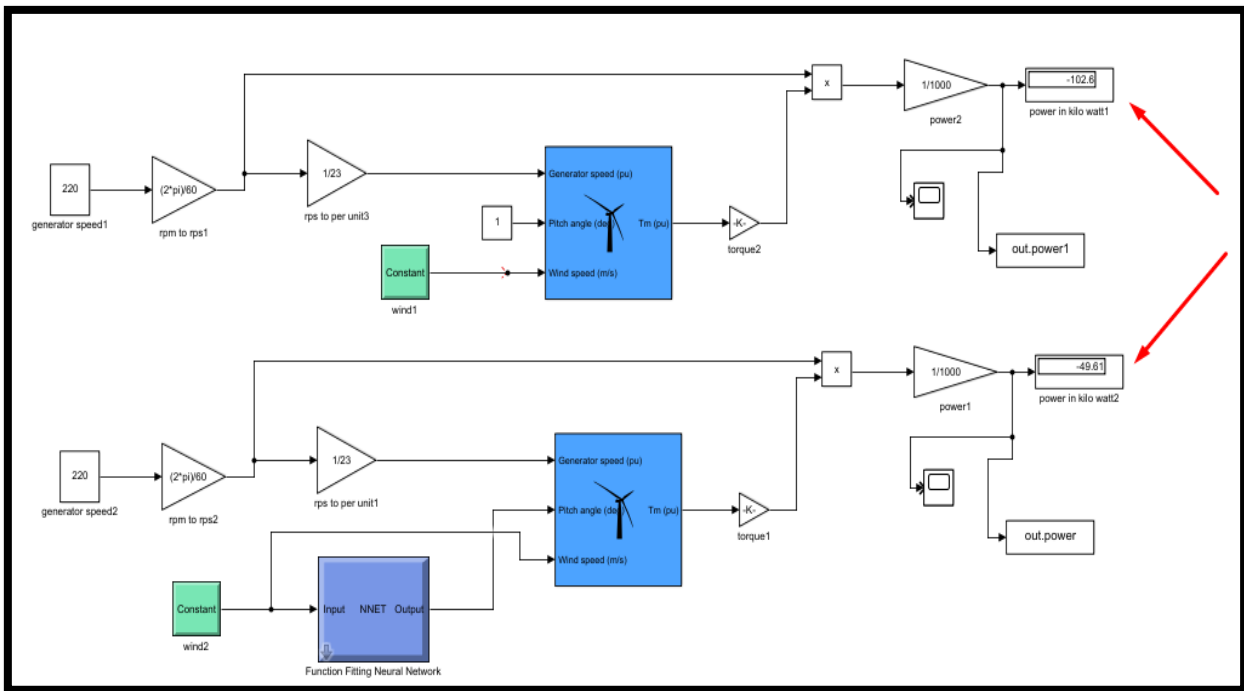 x
1/1000
-102.6
power in kilo watt1
power2
220
generator speed1
(2*pi)/60
rpm to rps1
1/23
rps to per unit3
Generator speed (pu)
1
Pitch angle (de
Tm (pu)
-K-
torque2
Constant
wind1
Wind speed (m/s)
out.power1
x
1/1000
-49.61
power in kilo watt2
power1
220
generator speed2
(2*pi)/60
rpm to rps2
1/23
rps to per unit1
Generator speed (pu)
Pitch angle (de
Tm (pu)
-K-
torque1
Wind speed (m/s)
out.power
Constant
wind2
Input NNET Output
Function Fitting Neural Network